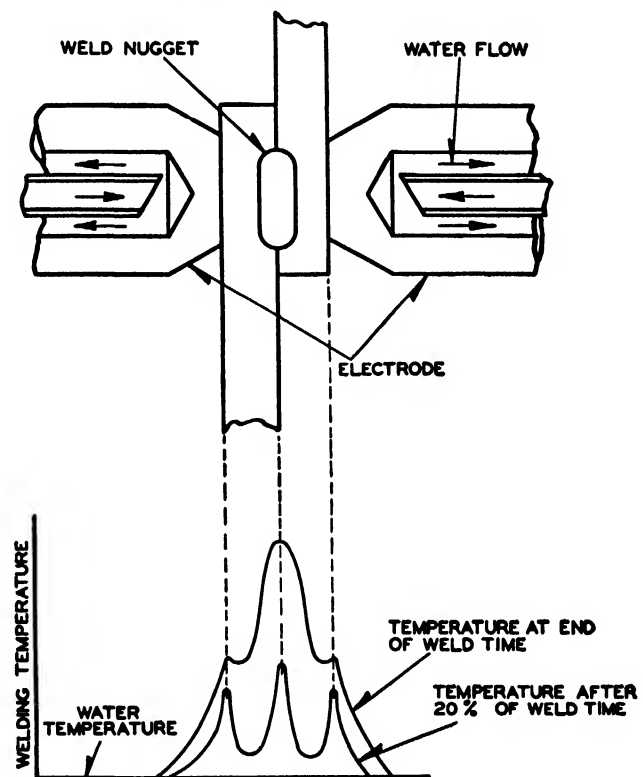 WELD NUGGET
WATER FLOW
ELECTRODE
WELDING TEMPERATURE
TEMPERATURE AT END
OF WELD TIME
TEMPERATURE AFTER
20% OF WELD TIME
WATER
TEMPERATURE